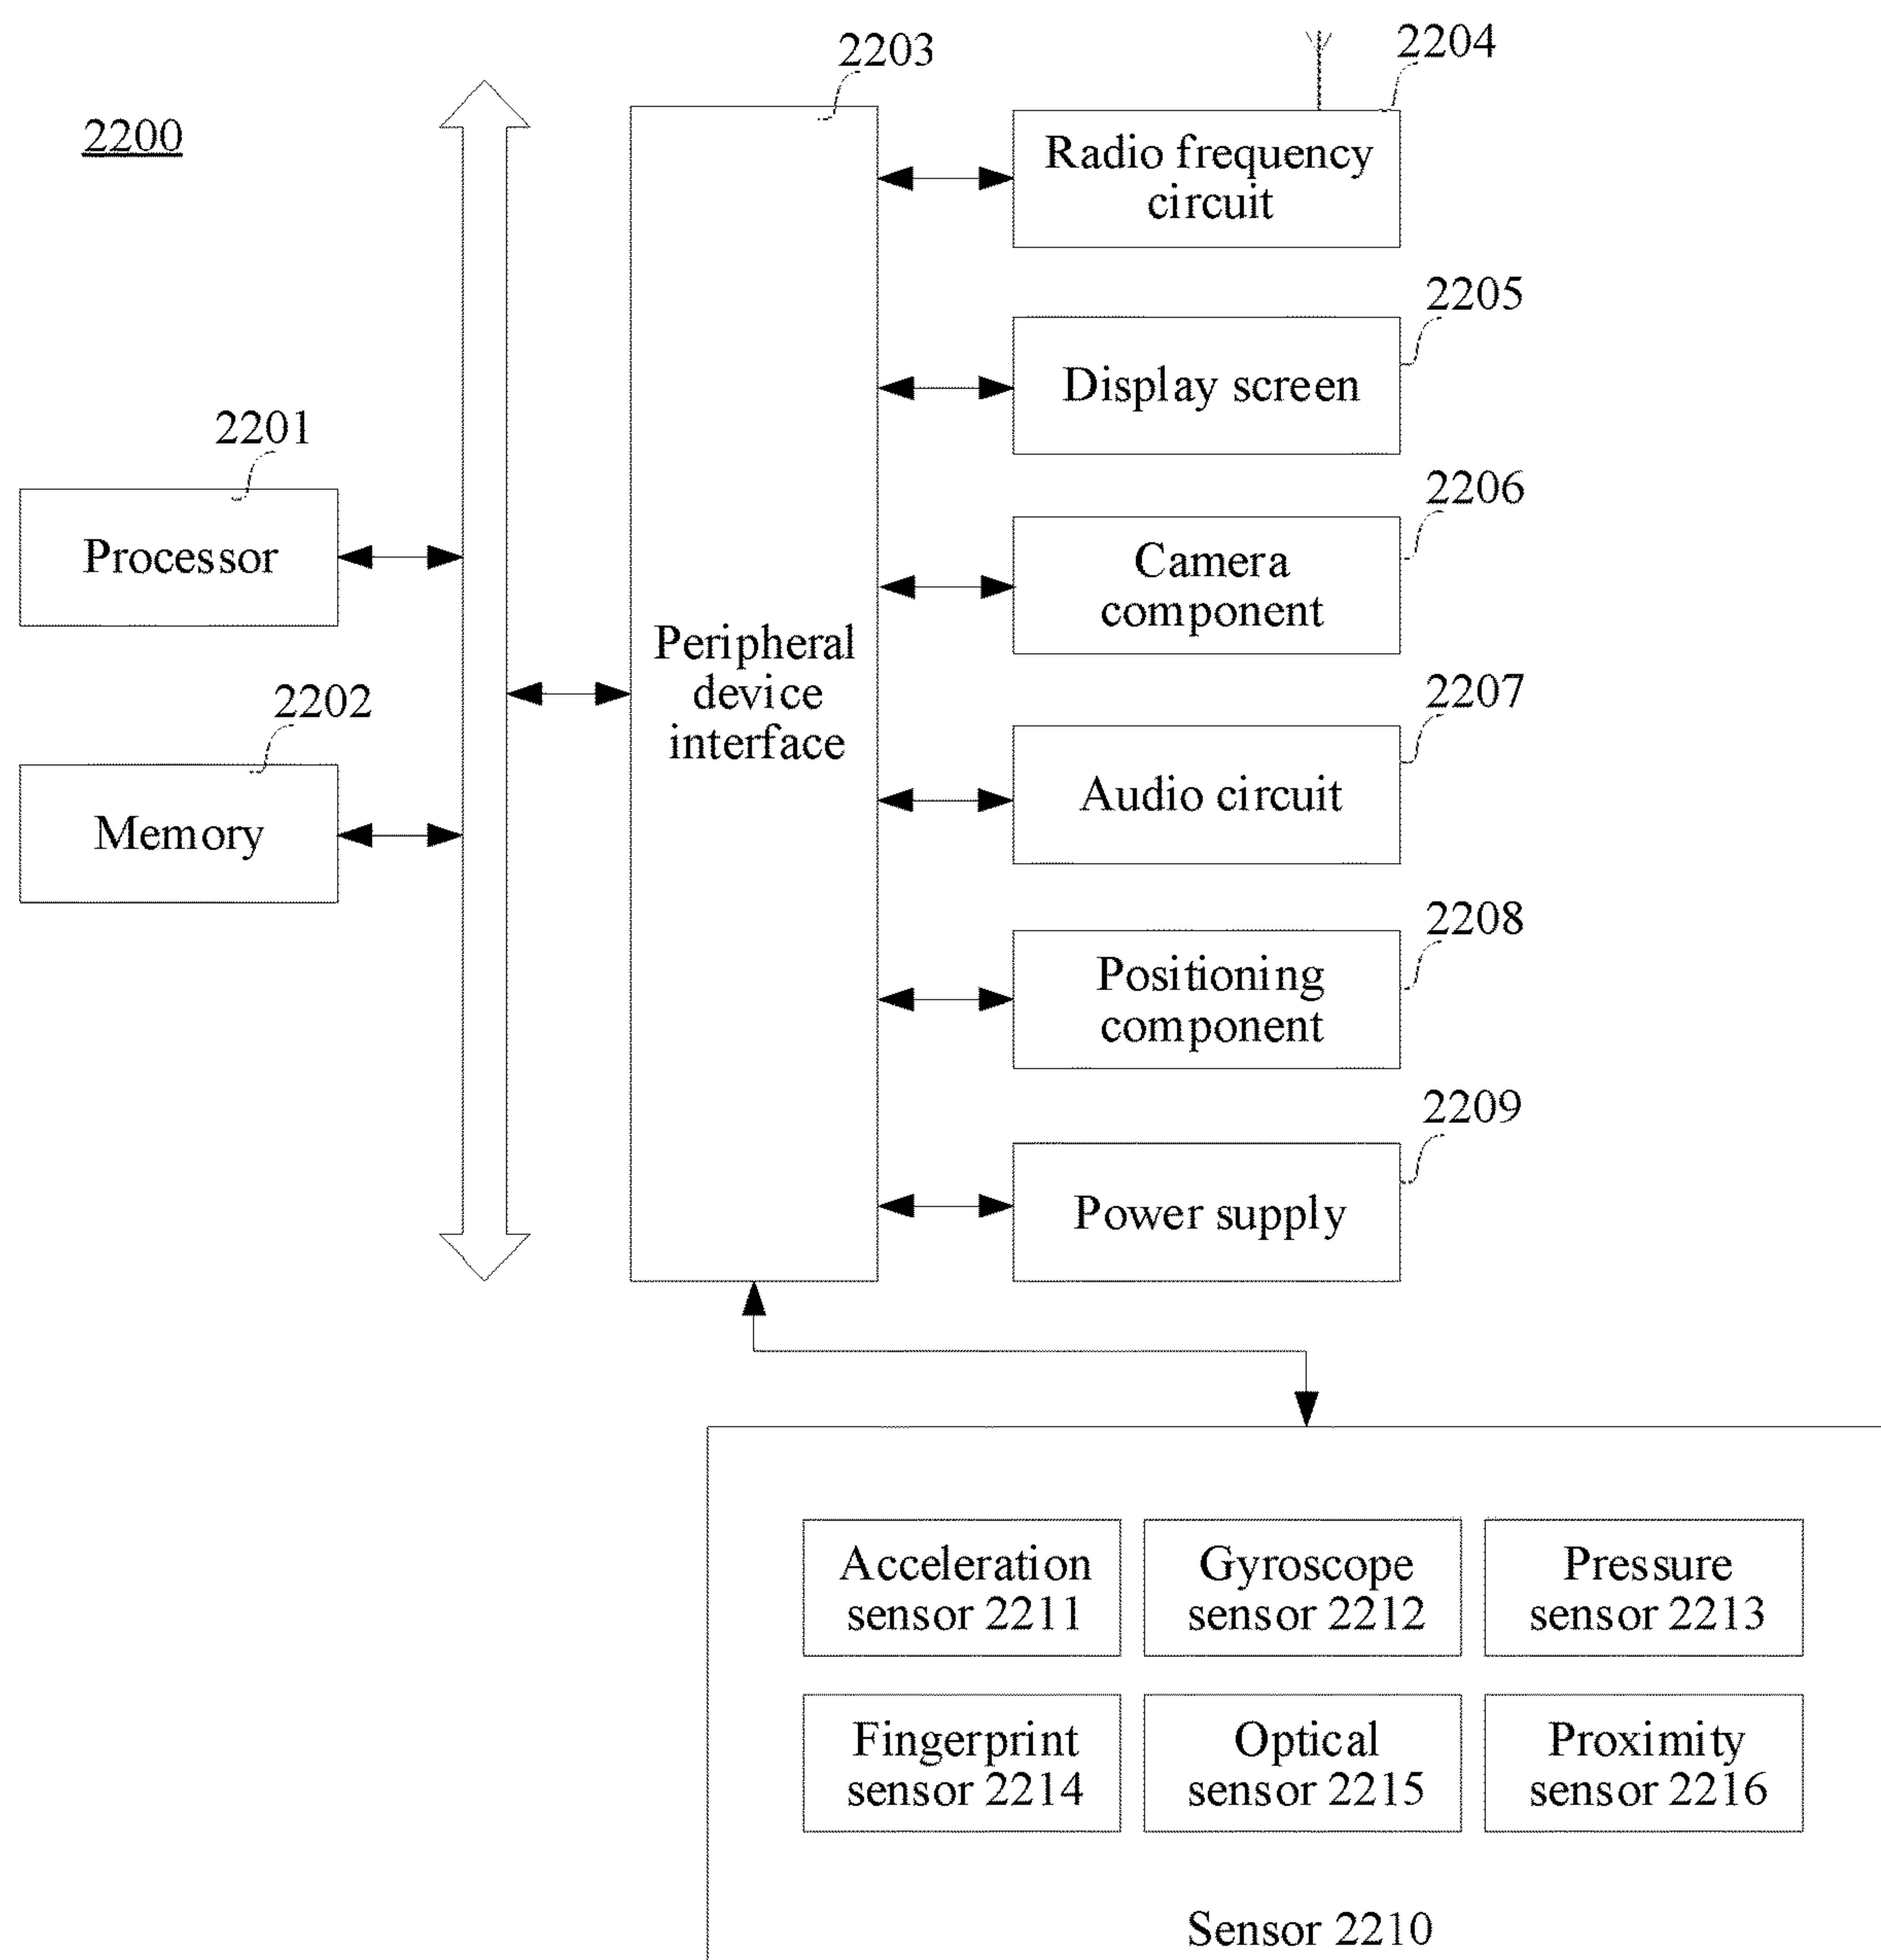 2200
2203
2204
Radio frequency
circuit
2205
Display screen
2201
Processor
2206
Camera
component
Peripheral
device
interface
2202
Memory
2207
Audio circuit
2208
Positioning
component
2209
Power supply
Acceleration
sensor 2211
Gyroscope
sensor 2212
Pressure
sensor 2213
Fingerprint
sensor 2214
Optical
sensor 2215
Proximity
sensor 2216
Sensor 2210